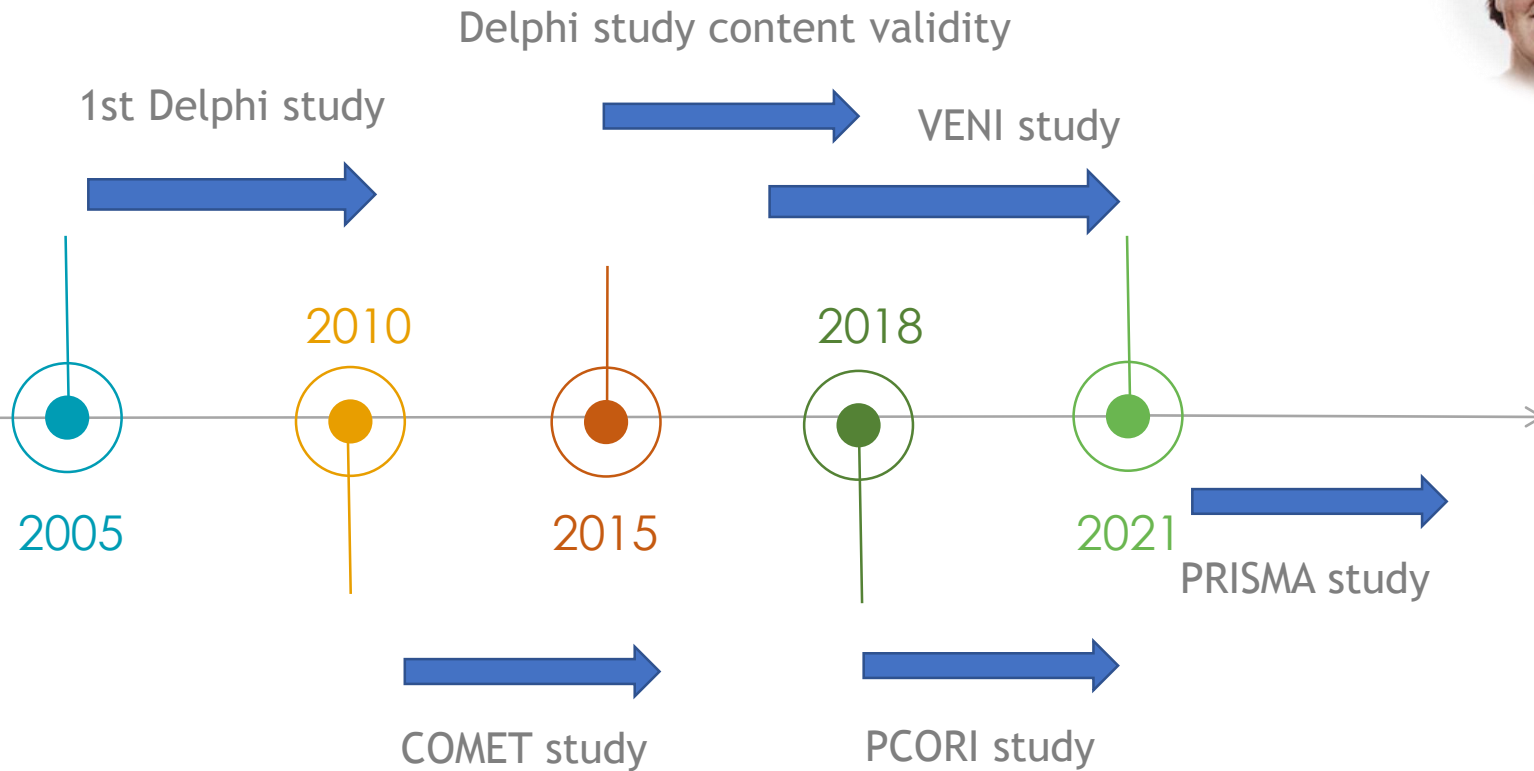 Delphi study content validity
1st Delphi study
VENI study
2010
2018
2005
2015
2021
PRISMA study
COMET study
PCORI study